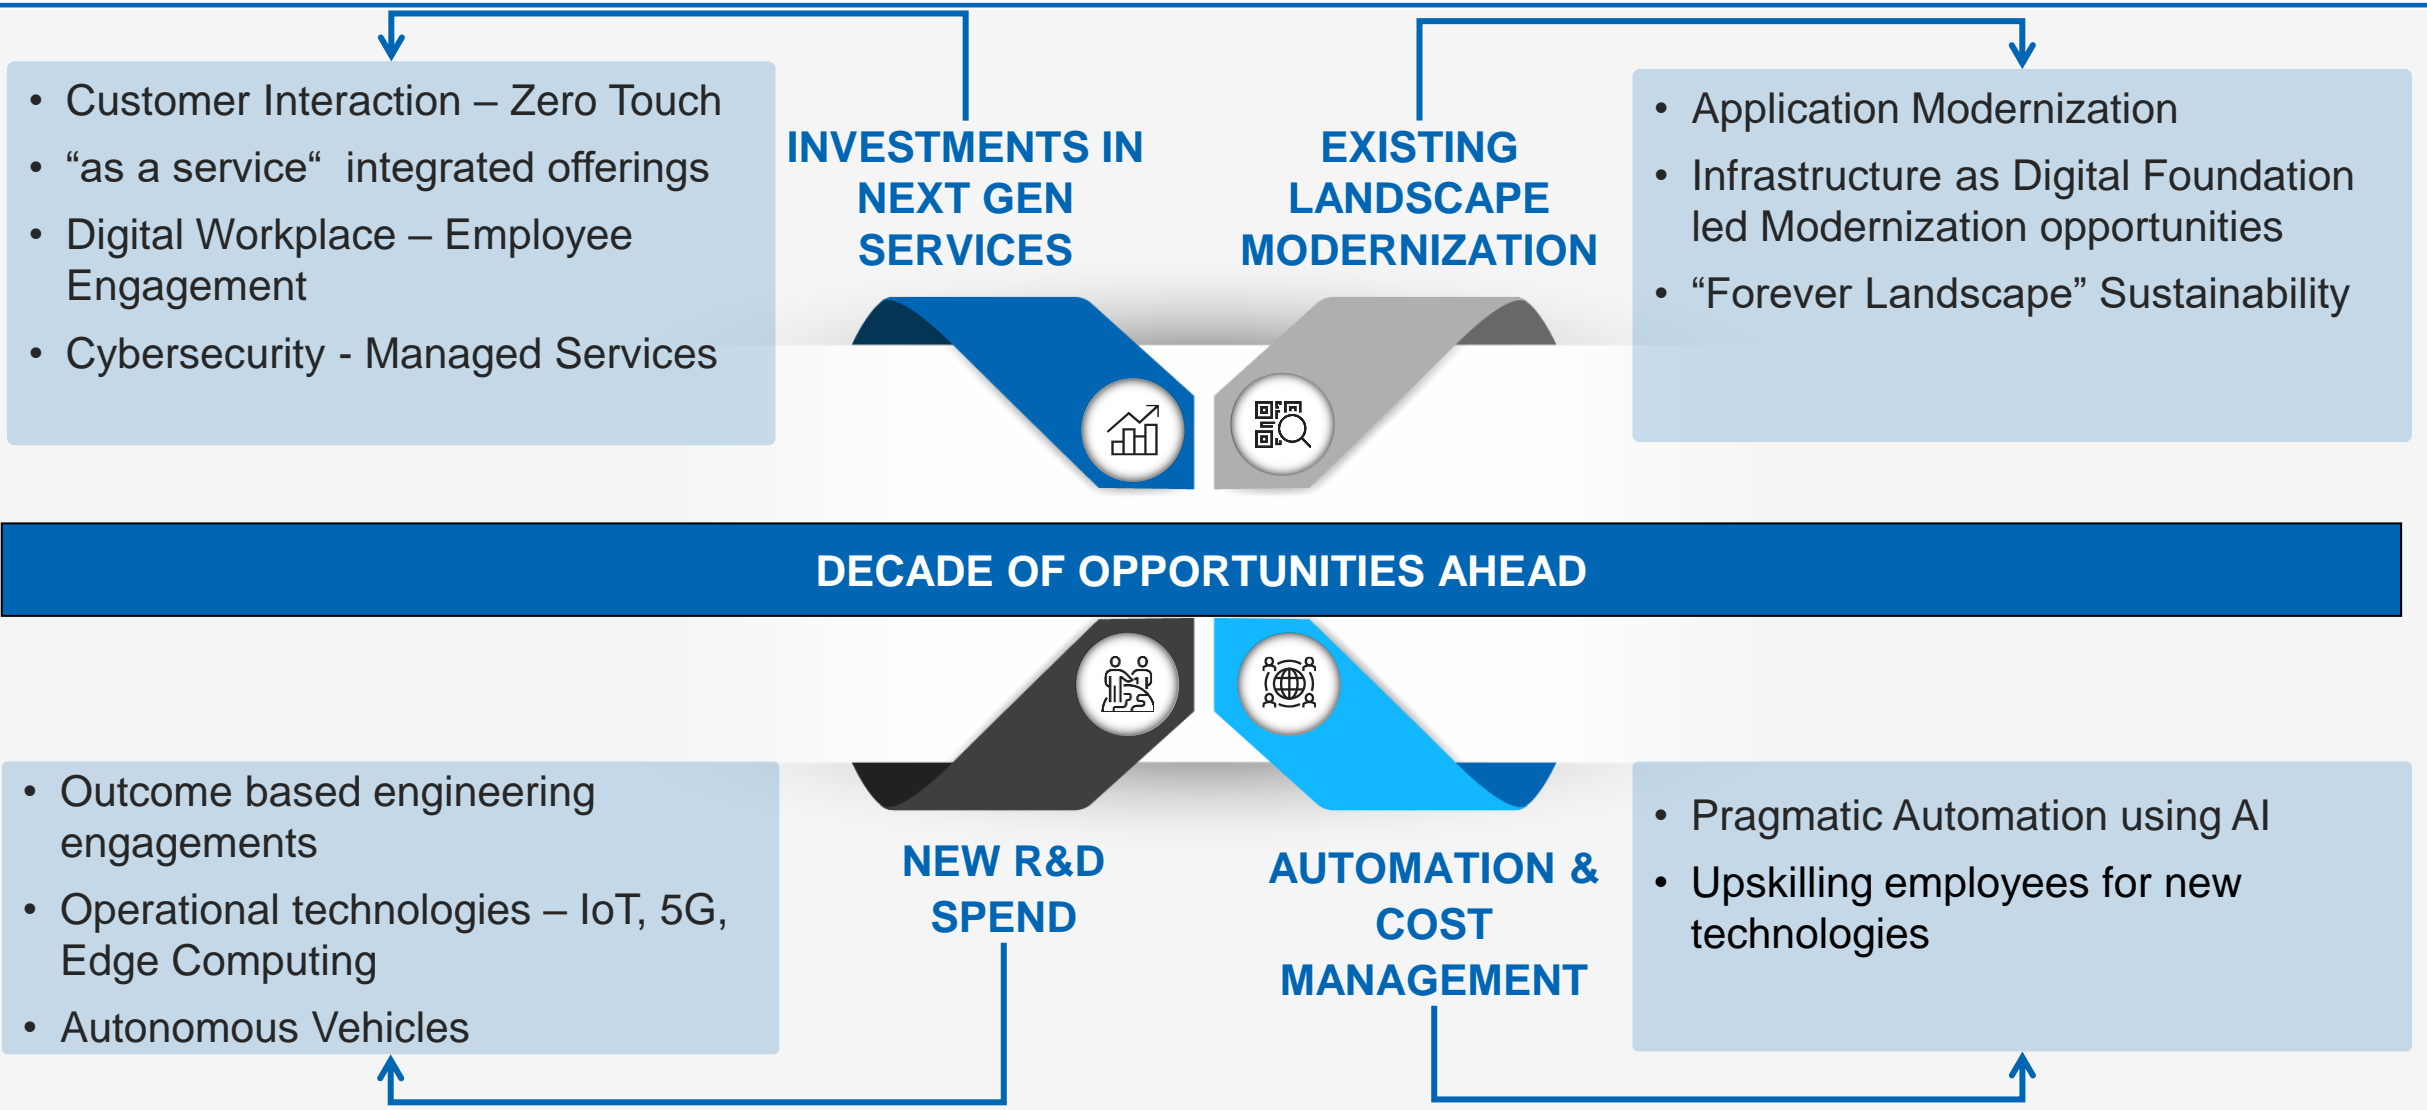 • Customer Interaction – Zero Touch
• “as a service“ integrated offerings
• Digital Workplace – Employee
Engagement
• Cybersecurity - Managed Services
INVESTMENTS IN
NEXT GEN
SERVICES
EXISTING
LANDSCAPE
MODERNIZATION
• Application Modernization
• Infrastructure as Digital Foundation
led Modernization opportunities
• “Forever Landscape” Sustainability
DECADE OF OPPORTUNITIES AHEAD
• Outcome based engineering
engagements
• Operational technologies – IoT, 5G,
Edge Computing
• Autonomous Vehicles
NEW R&D
SPEND
AUTOMATION &
COST
MANAGEMENT
• Pragmatic Automation using AI
• Upskilling employees for new
technologies